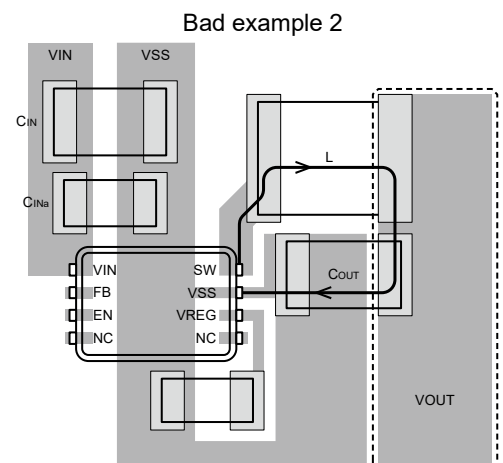 Bad example 2
VIN
VSS
CIN
L
CINa
VIN
SW
COUT
FB
VSS
EN
VREG
NC
NC
VOUT